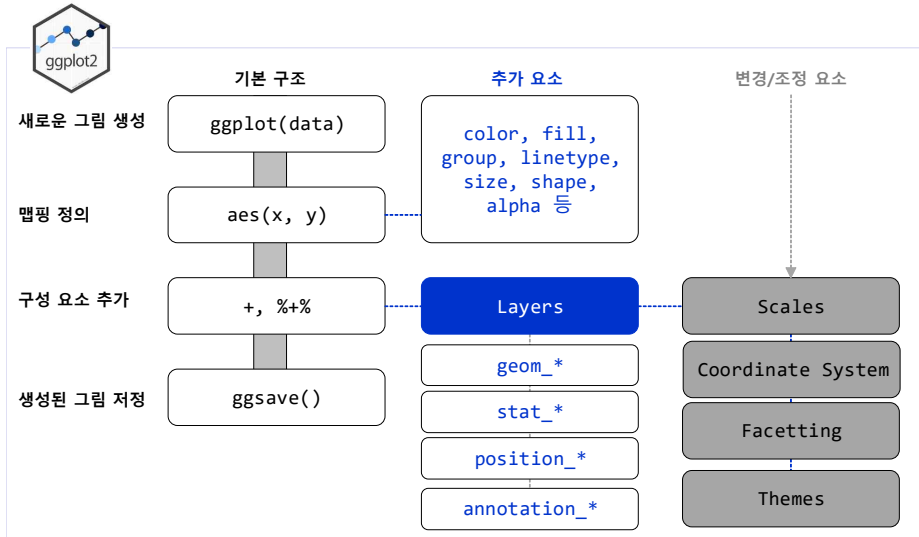 ggplot2
기본 구조
추가 요소
변경/조정 요소
새로운 그림 생성
ggplot(data)
color, fill,
group, linetype,
size, shape,
alpha 등
맵핑 정의
aes(x, y)
구성 요소 추가
+, %+%
Layers
Scales
geom_*
Coordinate System
생성된 그림 저정
ggsave()
stat_*
Facetting
position_*
Themes
annotation_*